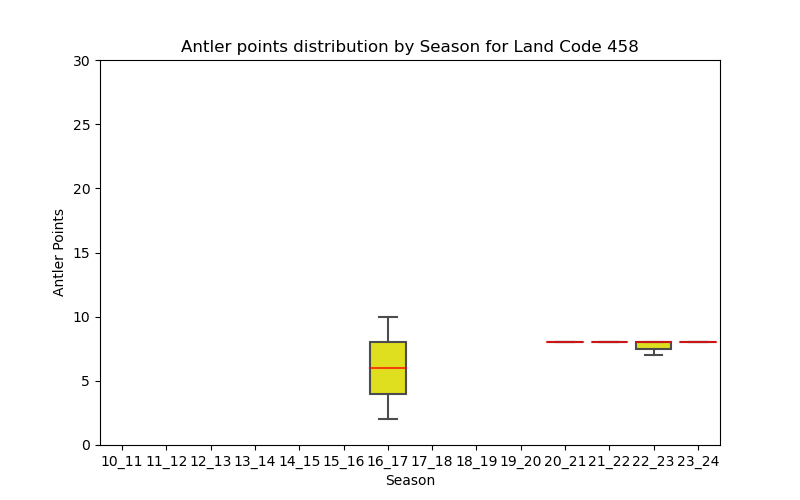 Antler points distribution by Season for Land Code 458
30
25
20
15
10
5
0
Antler Points
10_11 11_12 12_13 13_14 14_15 15_16 16_17 17_18 18_19 19_20 20_21 21_22 22_23 23_24
Season